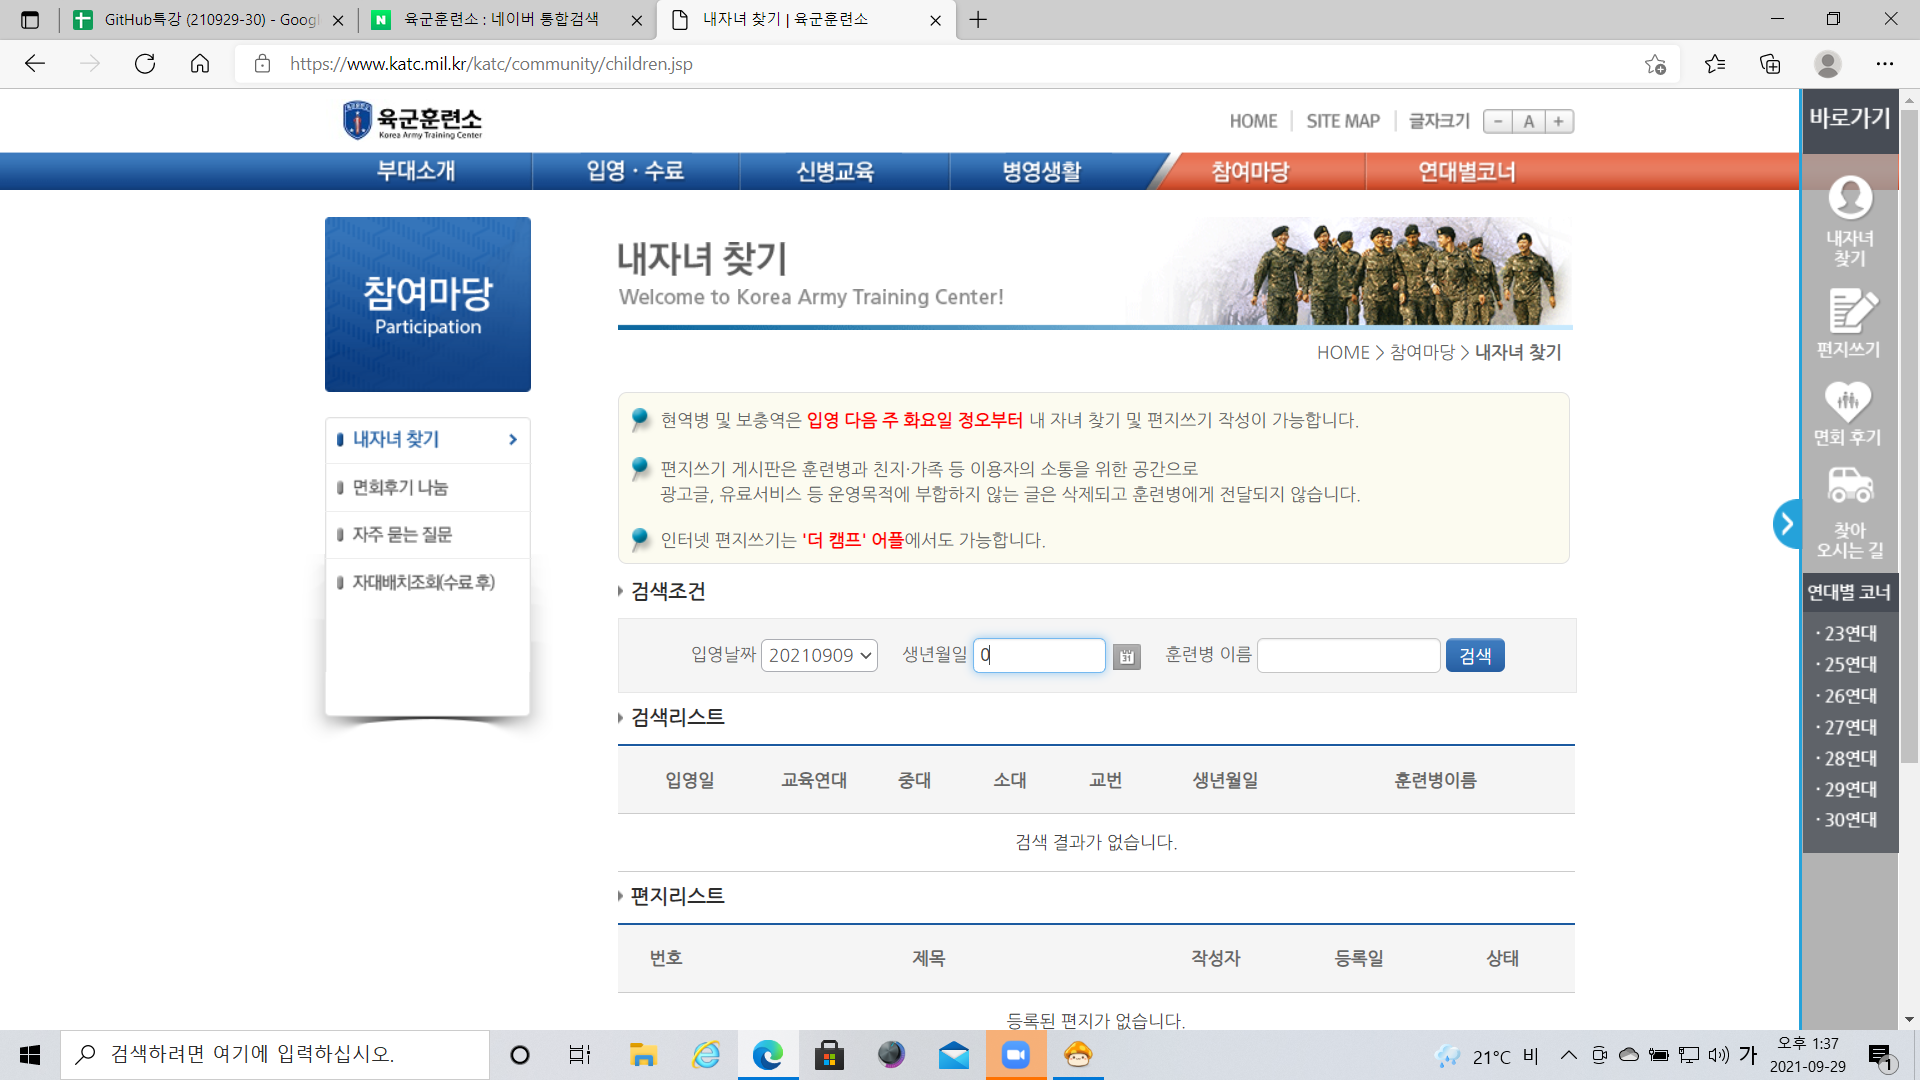 GitHub특강 (210929-30) - Goog
육군훈련소 : 네이버 통합검색
내자녀 찾기 | 육군훈련소
https://www.katc.mil.kr/katc/community/children.jsp
육군훈련소
Korea Army Training Center
HOME
SITE MAP
글자크기
- A +
부대소개
입영·수료
신병교육
병영생활
참여마당
연대별코너
참여마당
Participation
내자녀 찾기
면회후기 나눔
자주 묻는 질문
자대배치조회(수료 후)
내자녀 찾기
Welcome to Korea Army Training Center!
HOME > 참여마당 > 내자녀 찾기
현역병 및 보충역은 입영 다음 주 화요일 정오부터 내 자녀 찾기 및 편지쓰기 작성이 가능합니다.
편지쓰기 게시판은 훈련병과 친지·가족 등 이용자의 소통을 위한 공간으로
광고글, 유료서비스 등 운영목적에 부합하지 않는 글은 삭제되고 훈련병에게 전달되지 않습니다.
인터넷 편지쓰기는 '더 캠프' 어플에서도 가능합니다.
검색조건
입영날짜 20210909 생년월일 0 31 훈련병 이름 검색
검색리스트
입영일 교육연대 중대 소대 교번 생년월일 훈련병이름
검색 결과가 없습니다.
편지리스트
번호 제목 작성자 등록일 상태
등록된 편지가 없습니다.
바로가기
내자녀
찾기
편지쓰기
면회 후기
찾아
오시는 길
연대별 코너
· 23연대
· 25연대
· 26연대
· 27연대
· 28연대
· 29연대
· 30연대
검색하려면 여기에 입력하십시오.
21°C 비
가
오후 1:37
2021-09-29
1